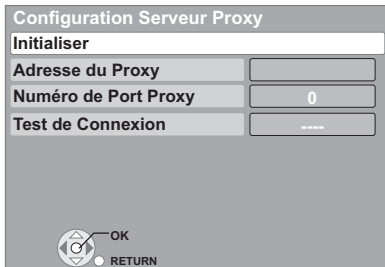 Configuration Serveur Proxy
Initialiser
Adresse du Proxy
Numéro de Port Proxy 0
Test de Connexion ----
OK
RETURN